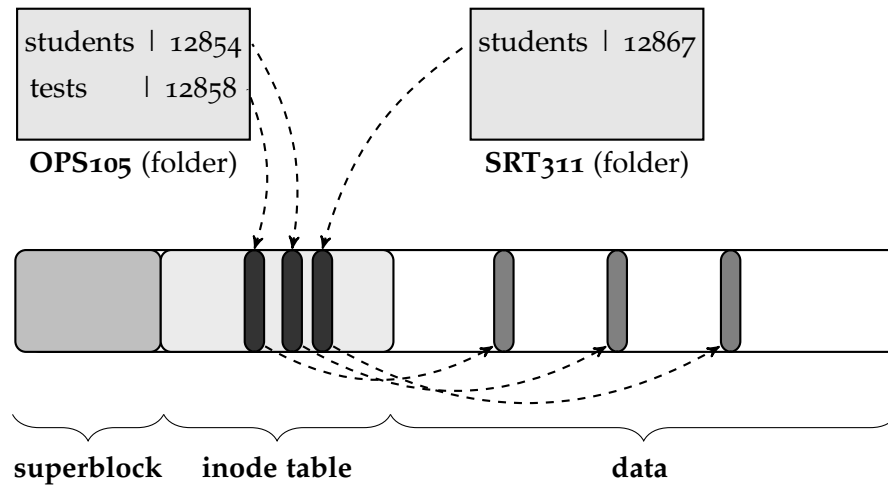 students | 12854
tests | 12858
OPS105 (folder)
students | 12867
SRT311 (folder)
superblock
inode table
data